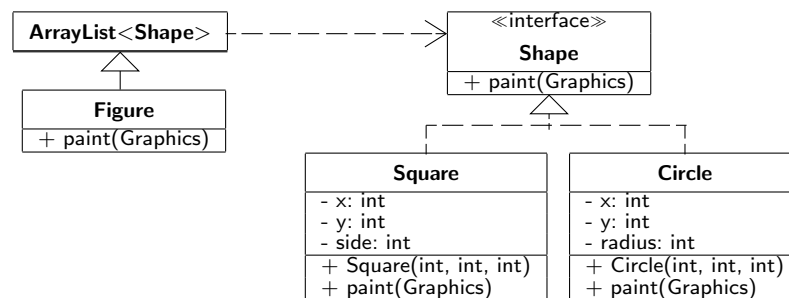 ArrayList<Shape>
≪interface≫
Shape
+ paint(Graphics)
Figure
+ paint(Graphics)
Square
- x: int
- y: int
- side: int
+ Square(int, int, int)
+ paint(Graphics)
Circle
- x: int
- y: int
- radius: int
+ Circle(int, int, int)
+ paint(Graphics)